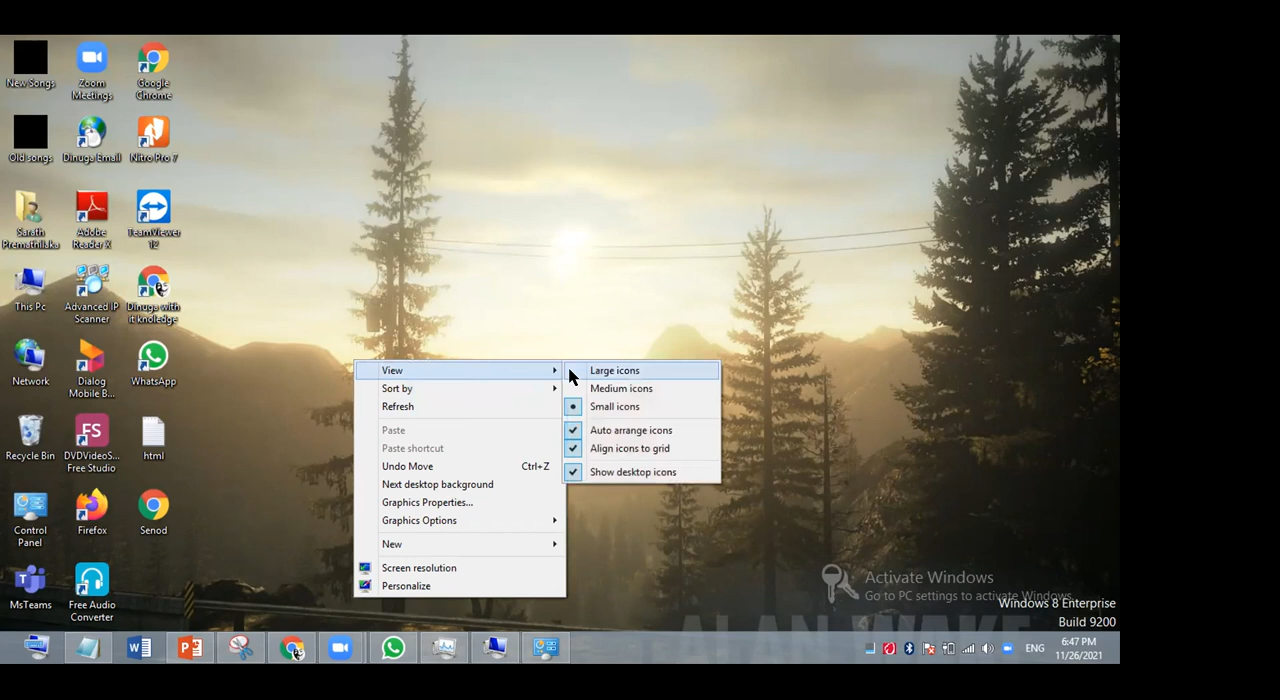 New Songs
Zoom
Meetings
Google
Chrome
Old songs
Dinuga Email
Nitro Pro 7
Sarath
Premathilaka
Adobe
Reader X
TeamViewer
12
This Pc
Advanced IP
Scanner
Dinuga with
it knoledge
Network
Dialog
Mobile B...
WhatsApp
Recycle Bin
FS
DVDVideoS...
Free Studio
html
Control
Panel
Firefox
Senod
MsTeams
Free Audio
Converter
View
Sort by
Refresh
Paste
Paste shortcut
Undo Move Ctrl+Z
Next desktop background
Graphics Properties...
Graphics Options
New
Screen resolution
Personalize
Large icons
Medium icons
Small icons
Auto arrange icons
Align icons to grid
Show desktop icons
Activate Windows
Go to PC settings to activate Windows.
Windows 8 Enterprise
Build 9200
ALAN WAKE
ENG
6:47 PM
11/26/2021